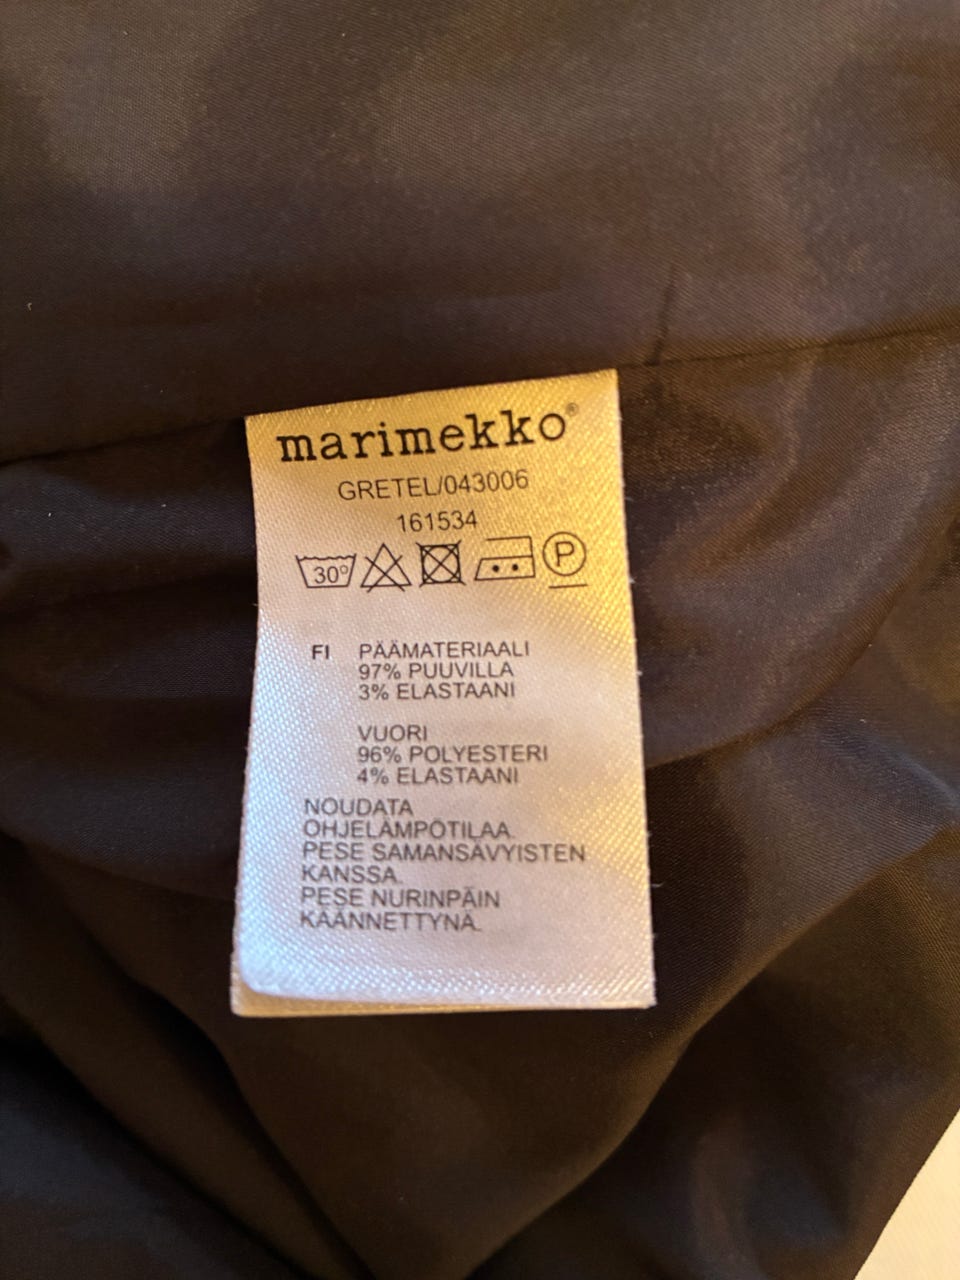 marimekko®
GRETEL/043006
161534
30° P
FI PÄÄMATERIAALI
97% PUUVILLA
3% ELASTAANI
VUORI
96% POLYESTERI
4% ELASTAANI
NOUDATA
OHJELÄMPÖTILAA.
PESE SAMANSÄVYISTEN
KANSSA.
PESE NURINPÄIN
KÄÄNNETTYNÄ.